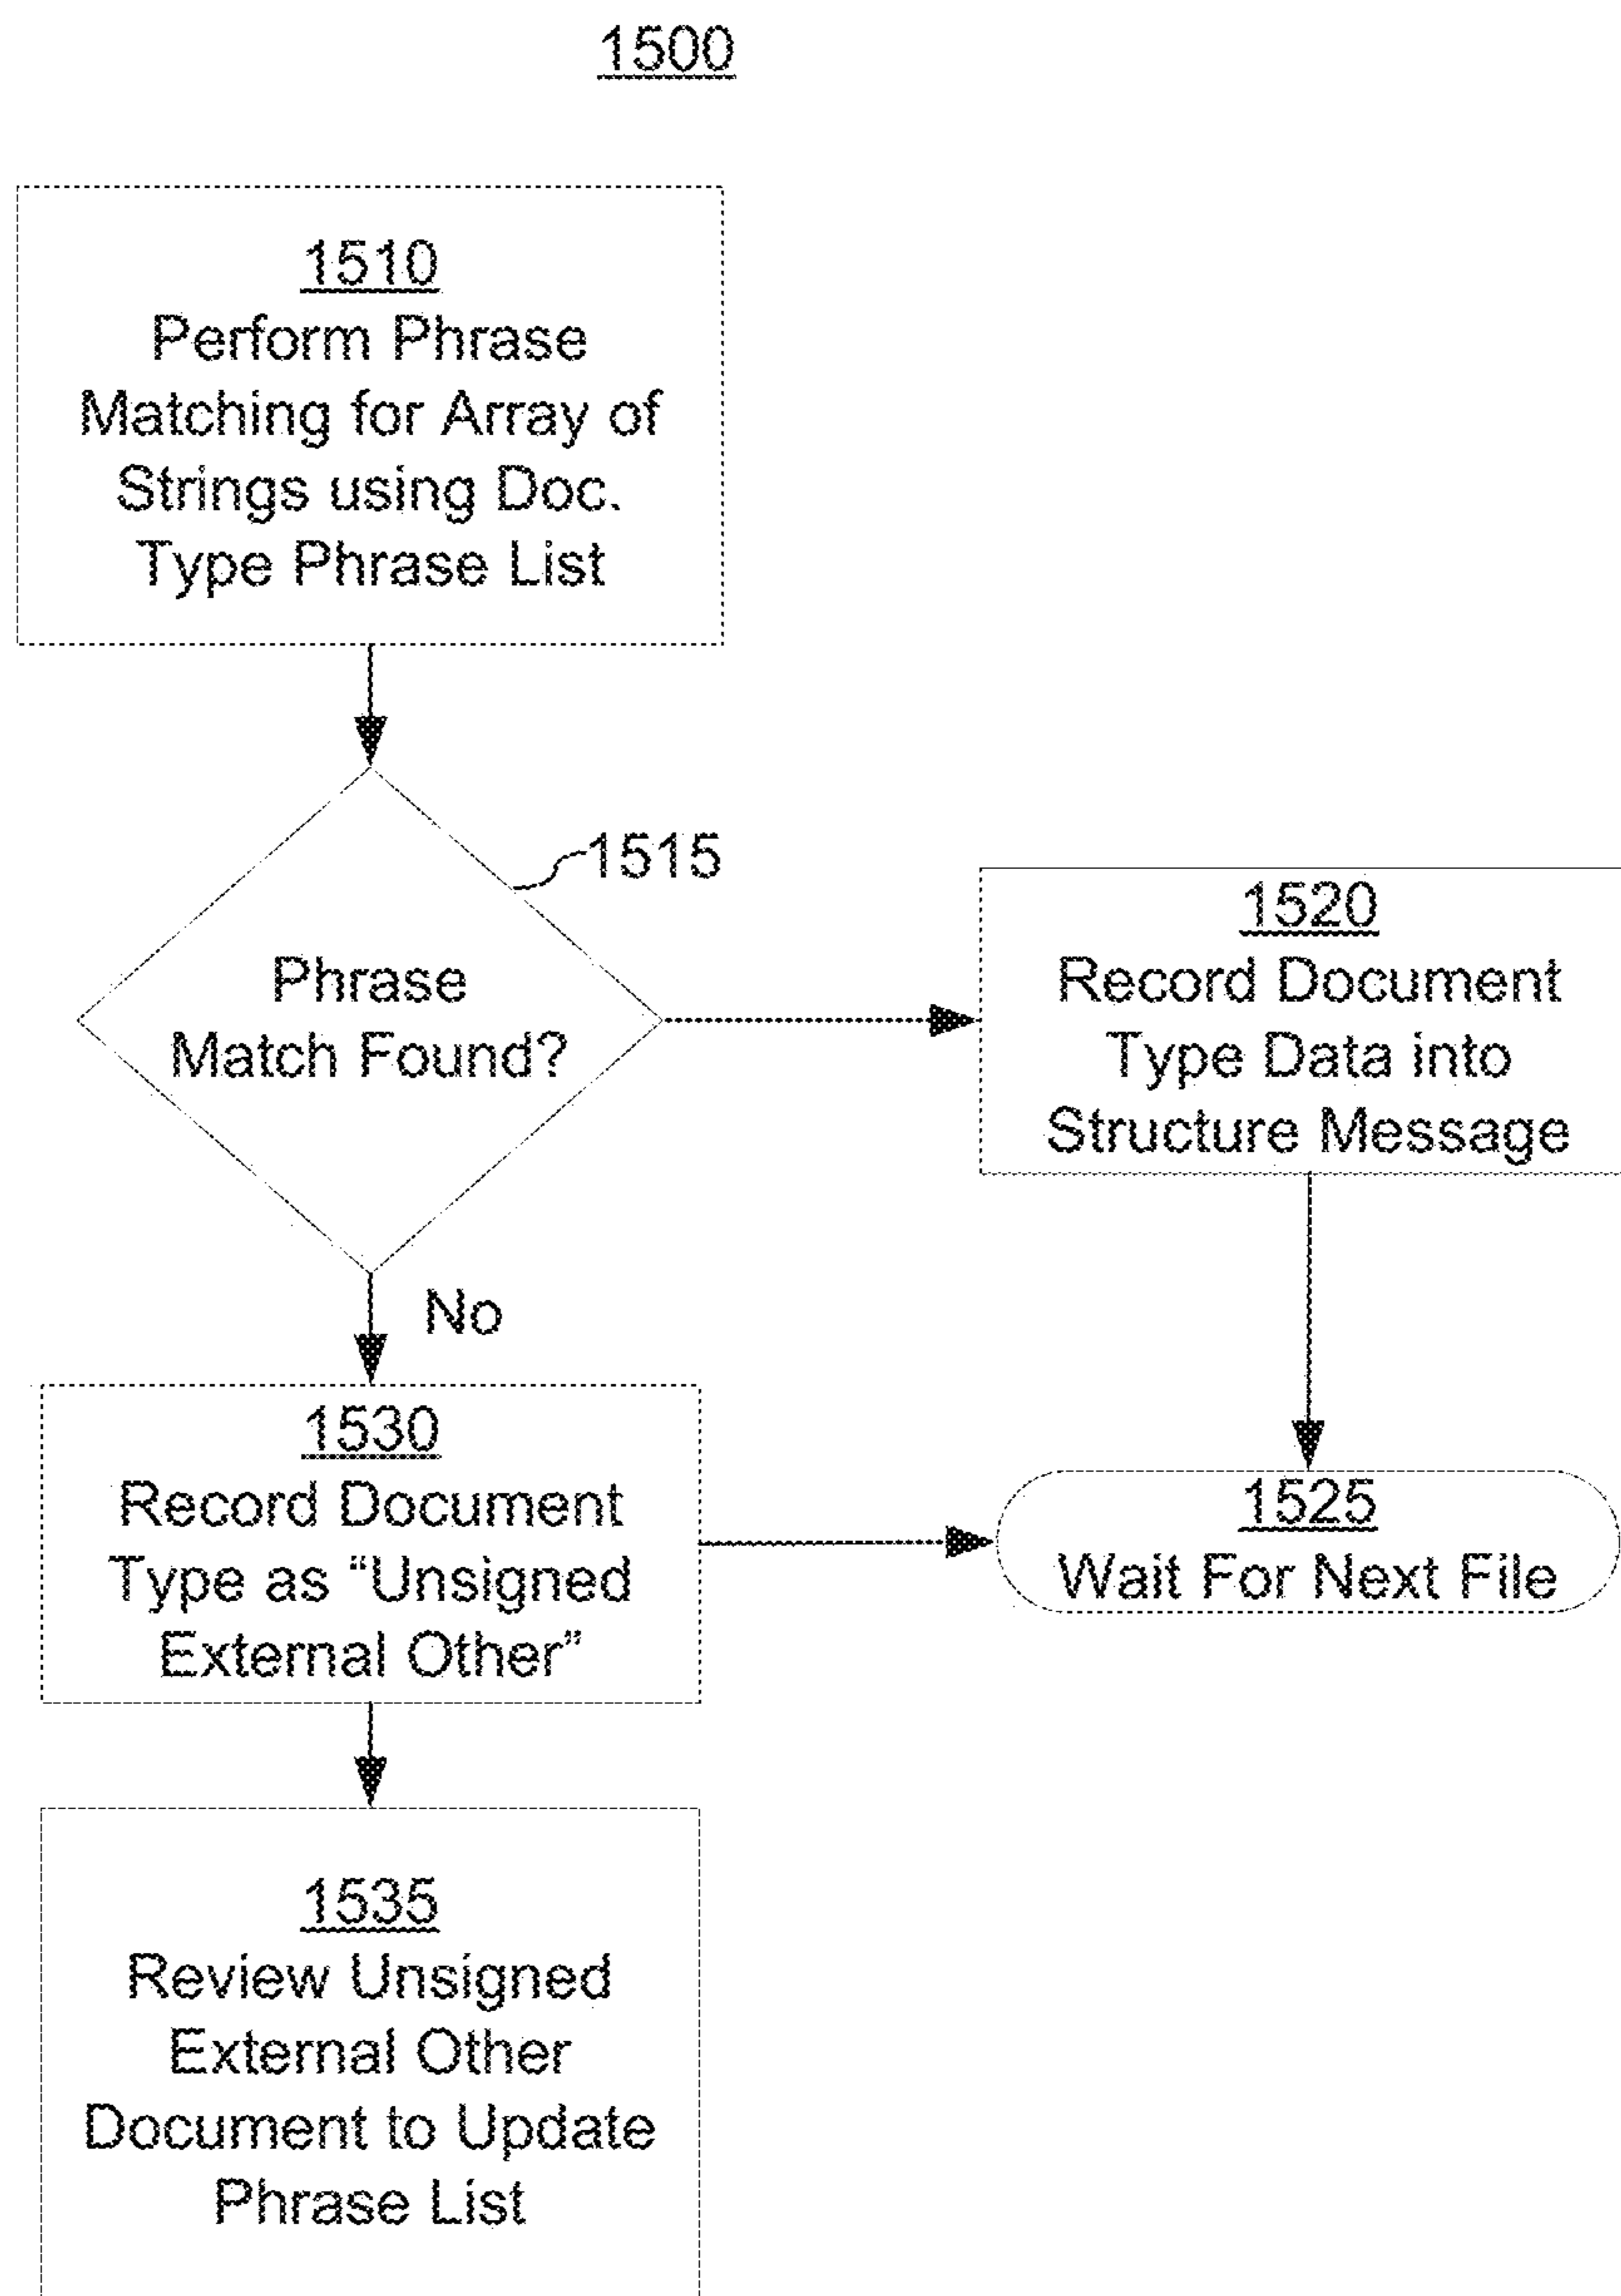 1500
1510
Perform Phrase
Matching for Array of
Strings using Doc.
Type Phrase List
1515
Phrase
Match Found?
1520
Record Document
Type Data into
Structure Message
No
1530
Record Document
Type as “Unsigned
External Other”
1525
Wait For Next File
1535
Review Unsigned
External Other
Document to Update
Phrase List